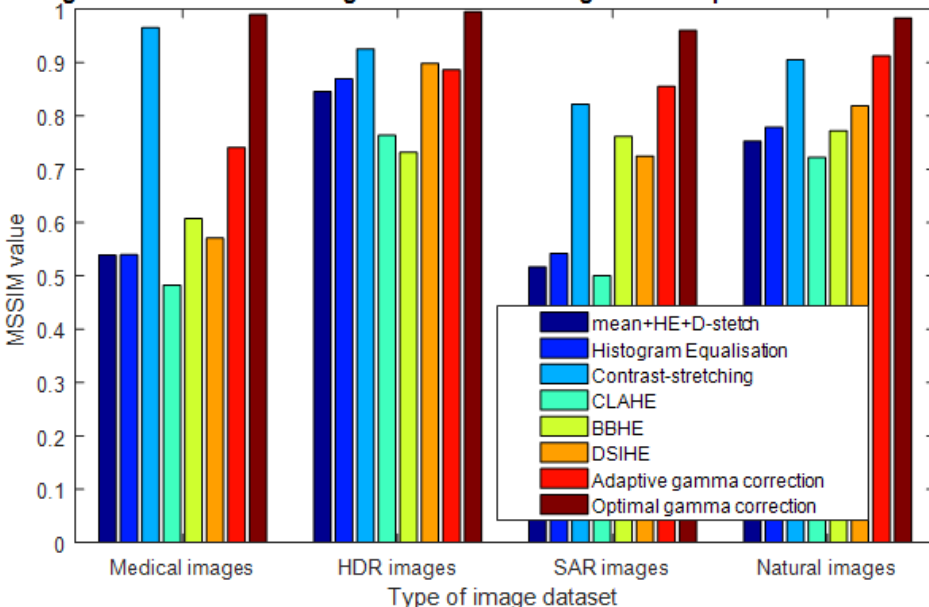 1
0.9
0.8
0.7
0.6
0.5
0.4
0.3
0.2
0.1
0
MSSIM value
mean+HE+D-stetch
Histogram Equalisation
Contrast-stretching
CLAHE
BBHE
DSIHE
Adaptive gamma correction
Optimal gamma correction
Medical images
HDR images
SAR images
Natural images
Type of image dataset